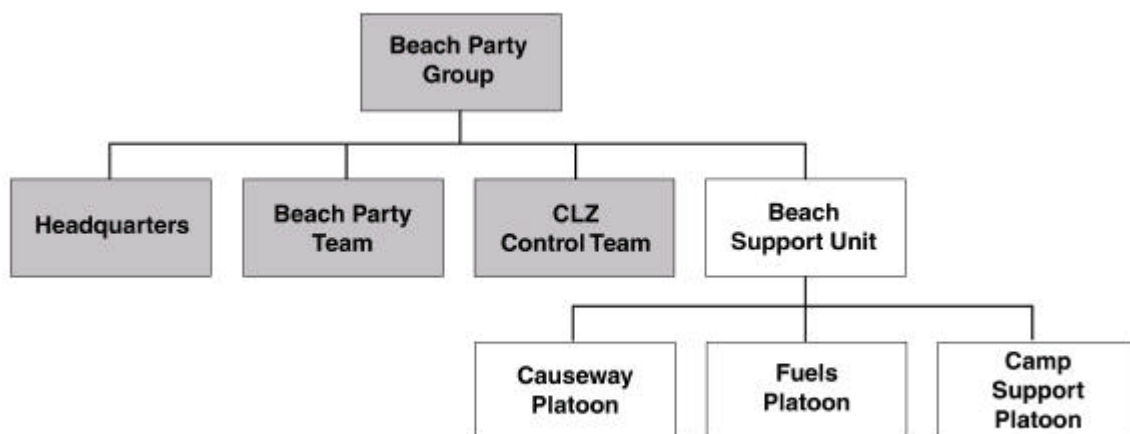 Beach Party
Group
Headquarters
Beach Party
Team
CLZ
Control Team
Beach
Support Unit
Causeway
Platoon
Fuels
Platoon
Camp
Support
Platoon